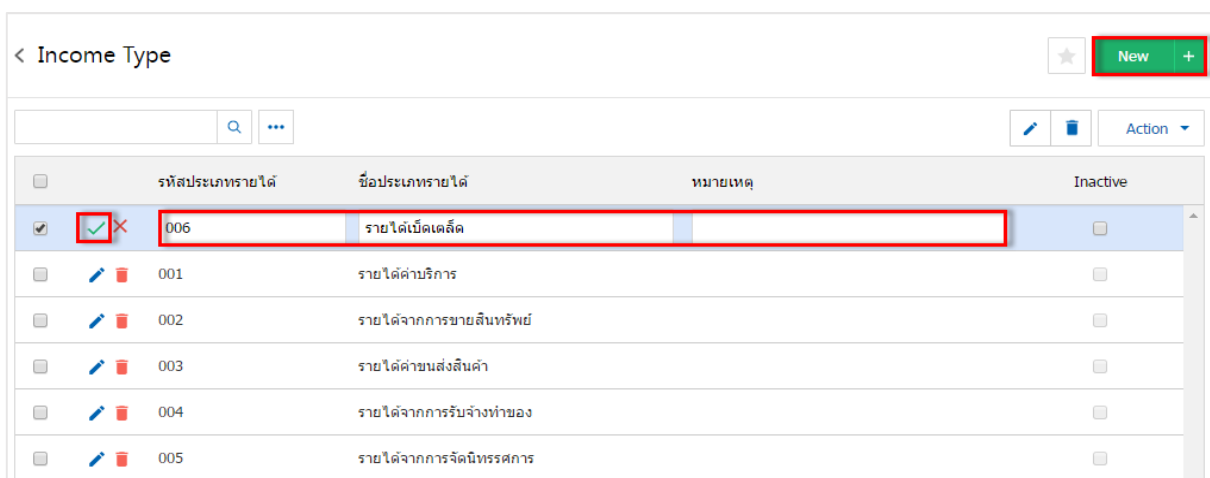 < Income Type
New +
Action
รหัสประเภทรายได้ ชื่อประเภทรายได้ หมายเหตุ Inactive
006 รายได้เบ็ดเตล็ด
001 รายได้ค่าบริการ
002 รายได้จากการขายสินทรัพย์
003 รายได้ค่าขนส่งสินค้า
004 รายได้จากการรับจ้างทำของ
005 รายได้จากการจัดนิทรรศการ